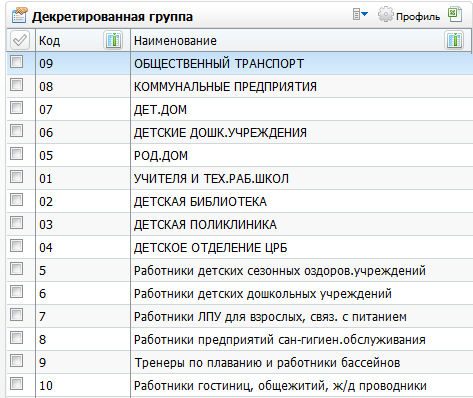 Декретированная группа Профиль
Код Наименование
09 ОБЩЕСТВЕННЫЙ ТРАНСПОРТ
08 КОММУНАЛЬНЫЕ ПРЕДПРИЯТИЯ
07 ДЕТ.ДОМ
06 ДЕТСКИЕ ДОШК.УЧРЕЖДЕНИЯ
05 РОД.ДОМ
01 УЧИТЕЛЯ И ТЕХ.РАБ.ШКОЛ
02 ДЕТСКАЯ БИБЛИОТЕКА
03 ДЕТСКАЯ ПОЛИКЛИНИКА
04 ДЕТСКОЕ ОТДЕЛЕНИЕ ЦРБ
5 Работники детских сезонных оздоров.учреждений
6 Работники детских дошкольных учреждений
7 Работники ЛПУ для взрослых, связ. с питанием
8 Работники предприятий сан-гигиен.обслуживания
9 Тренеры по плаванию и работники бассейнов
10 Работники гостиниц, общежитий, ж/д проводники